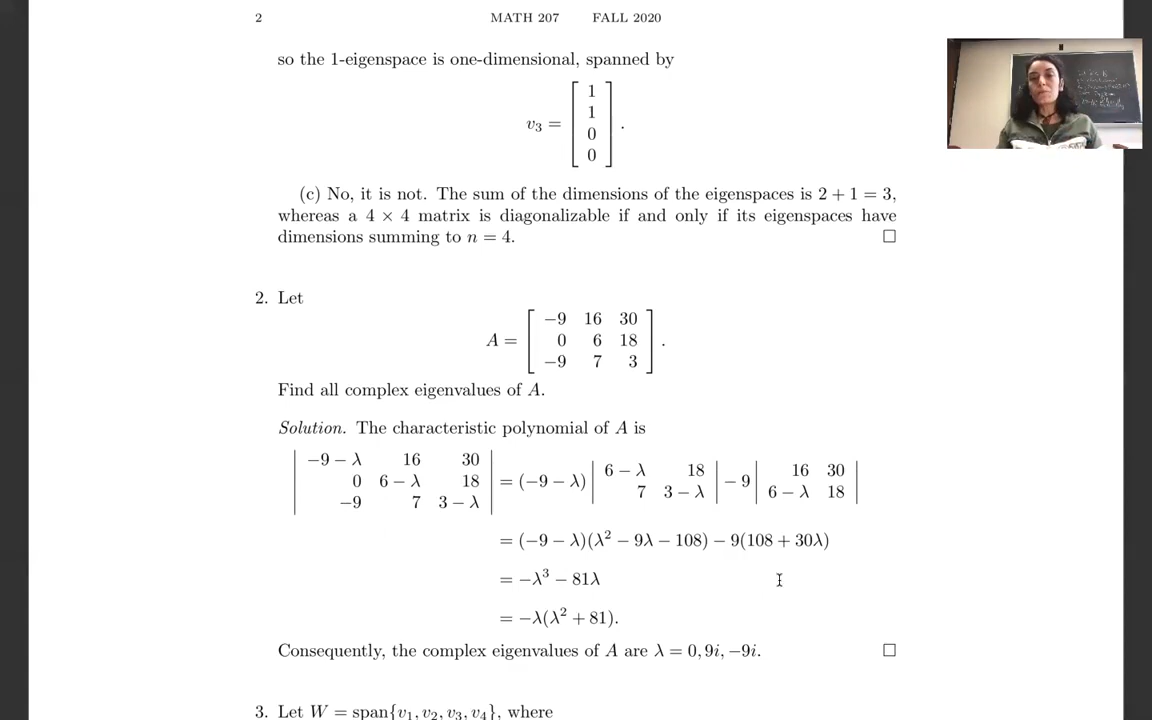 2 MATH 207 FALL 2020
so the 1-eigenspace is one-dimensional, spanned by
v₃ = [ 1 1 0 0 ] .
(c) No, it is not. The sum of the dimensions of the eigenspaces is 2 + 1 = 3,
whereas a 4 × 4 matrix is diagonalizable if and only if its eigenspaces have
dimensions summing to n = 4. □
2. Let
A = [ −9 16 30
0 6 18
−9 7 3 ] .
Find all complex eigenvalues of A.
Solution. The characteristic polynomial of A is
| −9 − λ 16 30
0 6 − λ 18
−9 7 3 − λ | = (−9 − λ) | 6 − λ 18
7 3 − λ | − 9 | 16 30
6 − λ 18 |
= (−9 − λ)(λ² − 9λ − 108) − 9(108 + 30λ)
= −λ³ − 81λ
= −λ(λ² + 81).
Consequently, the complex eigenvalues of A are λ = 0, 9i, −9i. □
3. Let W = span{v₁, v₂, v₃, v₄}, where